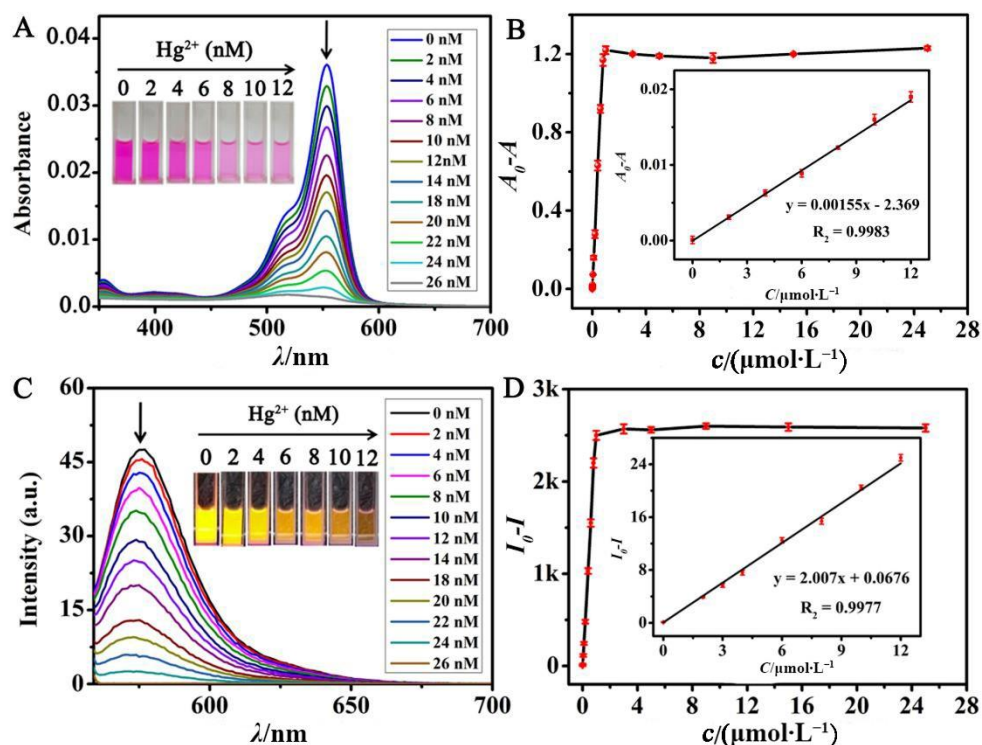 A
0.04
0.03
0.02
0.01
0.0
Absorbance
Hg²⁺ (nM)
0 2 4 6 8 10 12
0 nM
2 nM
4 nM
6 nM
8 nM
10 nM
12nM
14 nM
18 nM
20 nM
22 nM
24 nM
26 nM
400 500 600 700
λ/nm
B
1.2
0.8
0.4
0.0
A₀-A
0.02
0.01
0.00
A₀-A
y = 0.00155x - 2.369
R₂ = 0.9983
0 2 4 6 8 10 12
C/μmol·L⁻¹
0 4 8 12 16 20 24 28
c/(μmol·L⁻¹)
C
60
45
30
15
0
Intensity (a.u.)
Hg²⁺ (nM)
0 2 4 6 8 10 12
0 nM
2 nM
4 nM
6 nM
8 nM
10 nM
12 nM
14 nM
18 nM
20 nM
22 nM
24 nM
26 nM
600 650 700
λ/nm
D
3k
2k
1k
0
I₀-I
24
16
8
0
I₀-I
y = 2.007x + 0.0676
R₂ = 0.9977
0 3 6 9 12
C/μmol·L⁻¹
0 4 8 12 16 20 24 28
c/(μmol·L⁻¹)